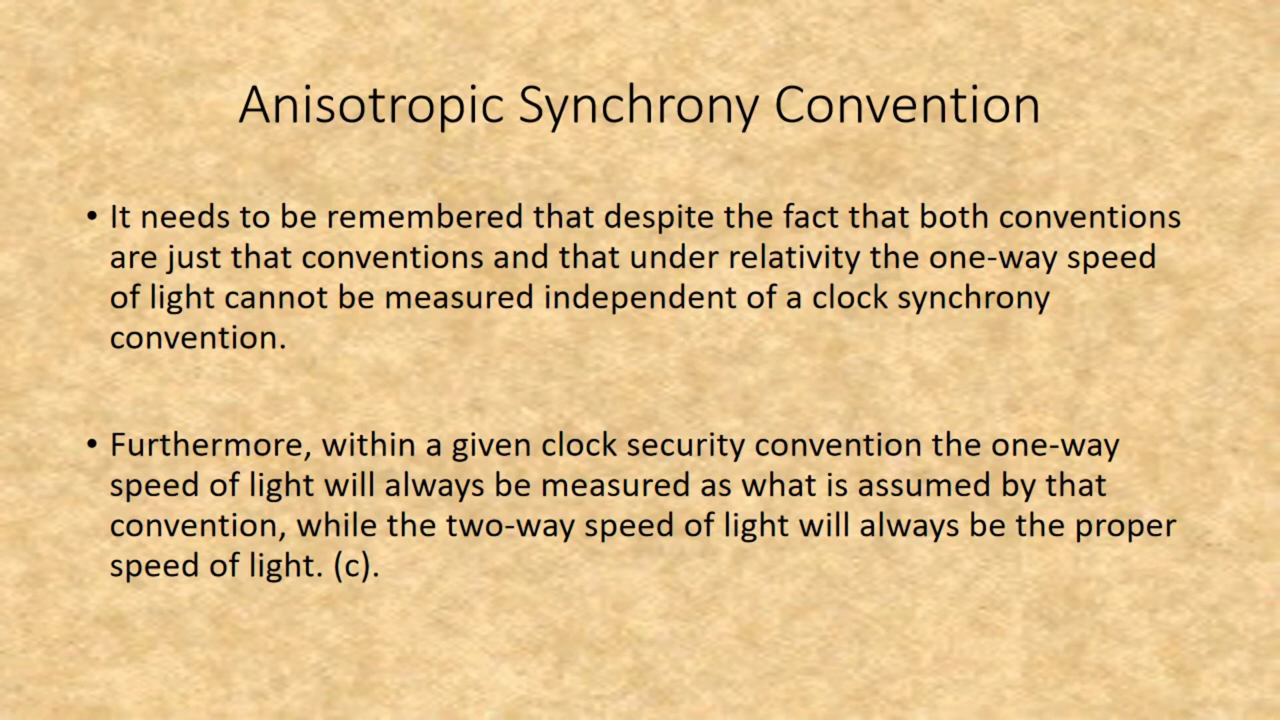 Anisotropic Synchrony Convention
• It needs to be remembered that despite the fact that both conventions
are just that conventions and that under relativity the one-way speed
of light cannot be measured independent of a clock synchrony
convention.
• Furthermore, within a given clock security convention the one-way
speed of light will always be measured as what is assumed by that
convention, while the two-way speed of light will always be the proper
speed of light. (c).